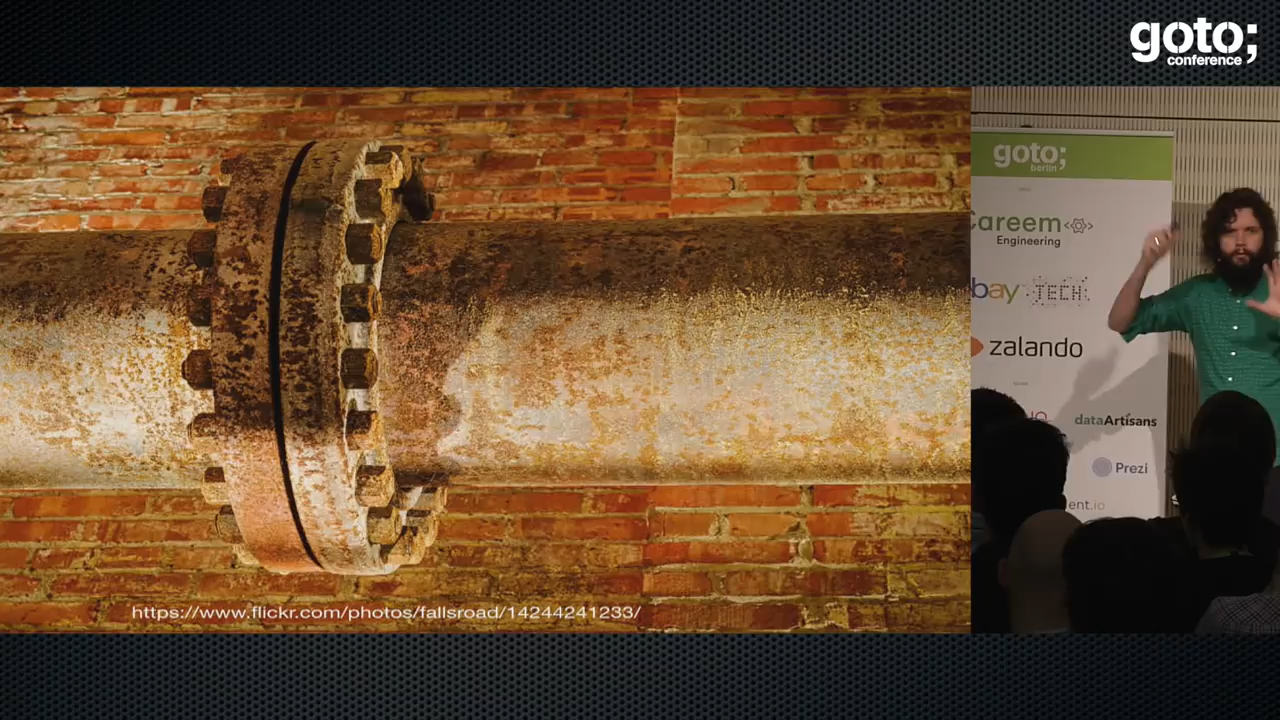 goto;
conference
goto;
berlin
Careem
Engineering
bay TECH
zalando
dataArtisans
Prezi
ent.io
https://www.flickr.com/photos/fallsroad/14244241233/